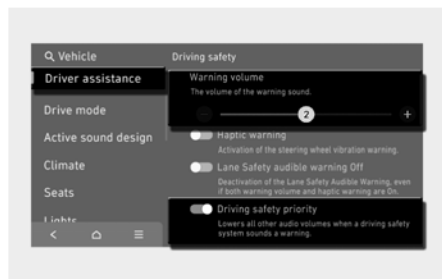 Vehicle
Driving safety
Driver assistance
Warning volume
The volume of the warning sound.
2
Drive mode
Haptic warning
Activation of the steering wheel vibration warning.
Active sound design
Lane Safety audible warning Off
Deactivation of the Lane Safety Audible Warning, even
if both warning volume and haptic warning are On.
Climate
Seats
Driving safety priority
Lowers all other audio volumes when a driving safety
system sounds a warning.
Lights